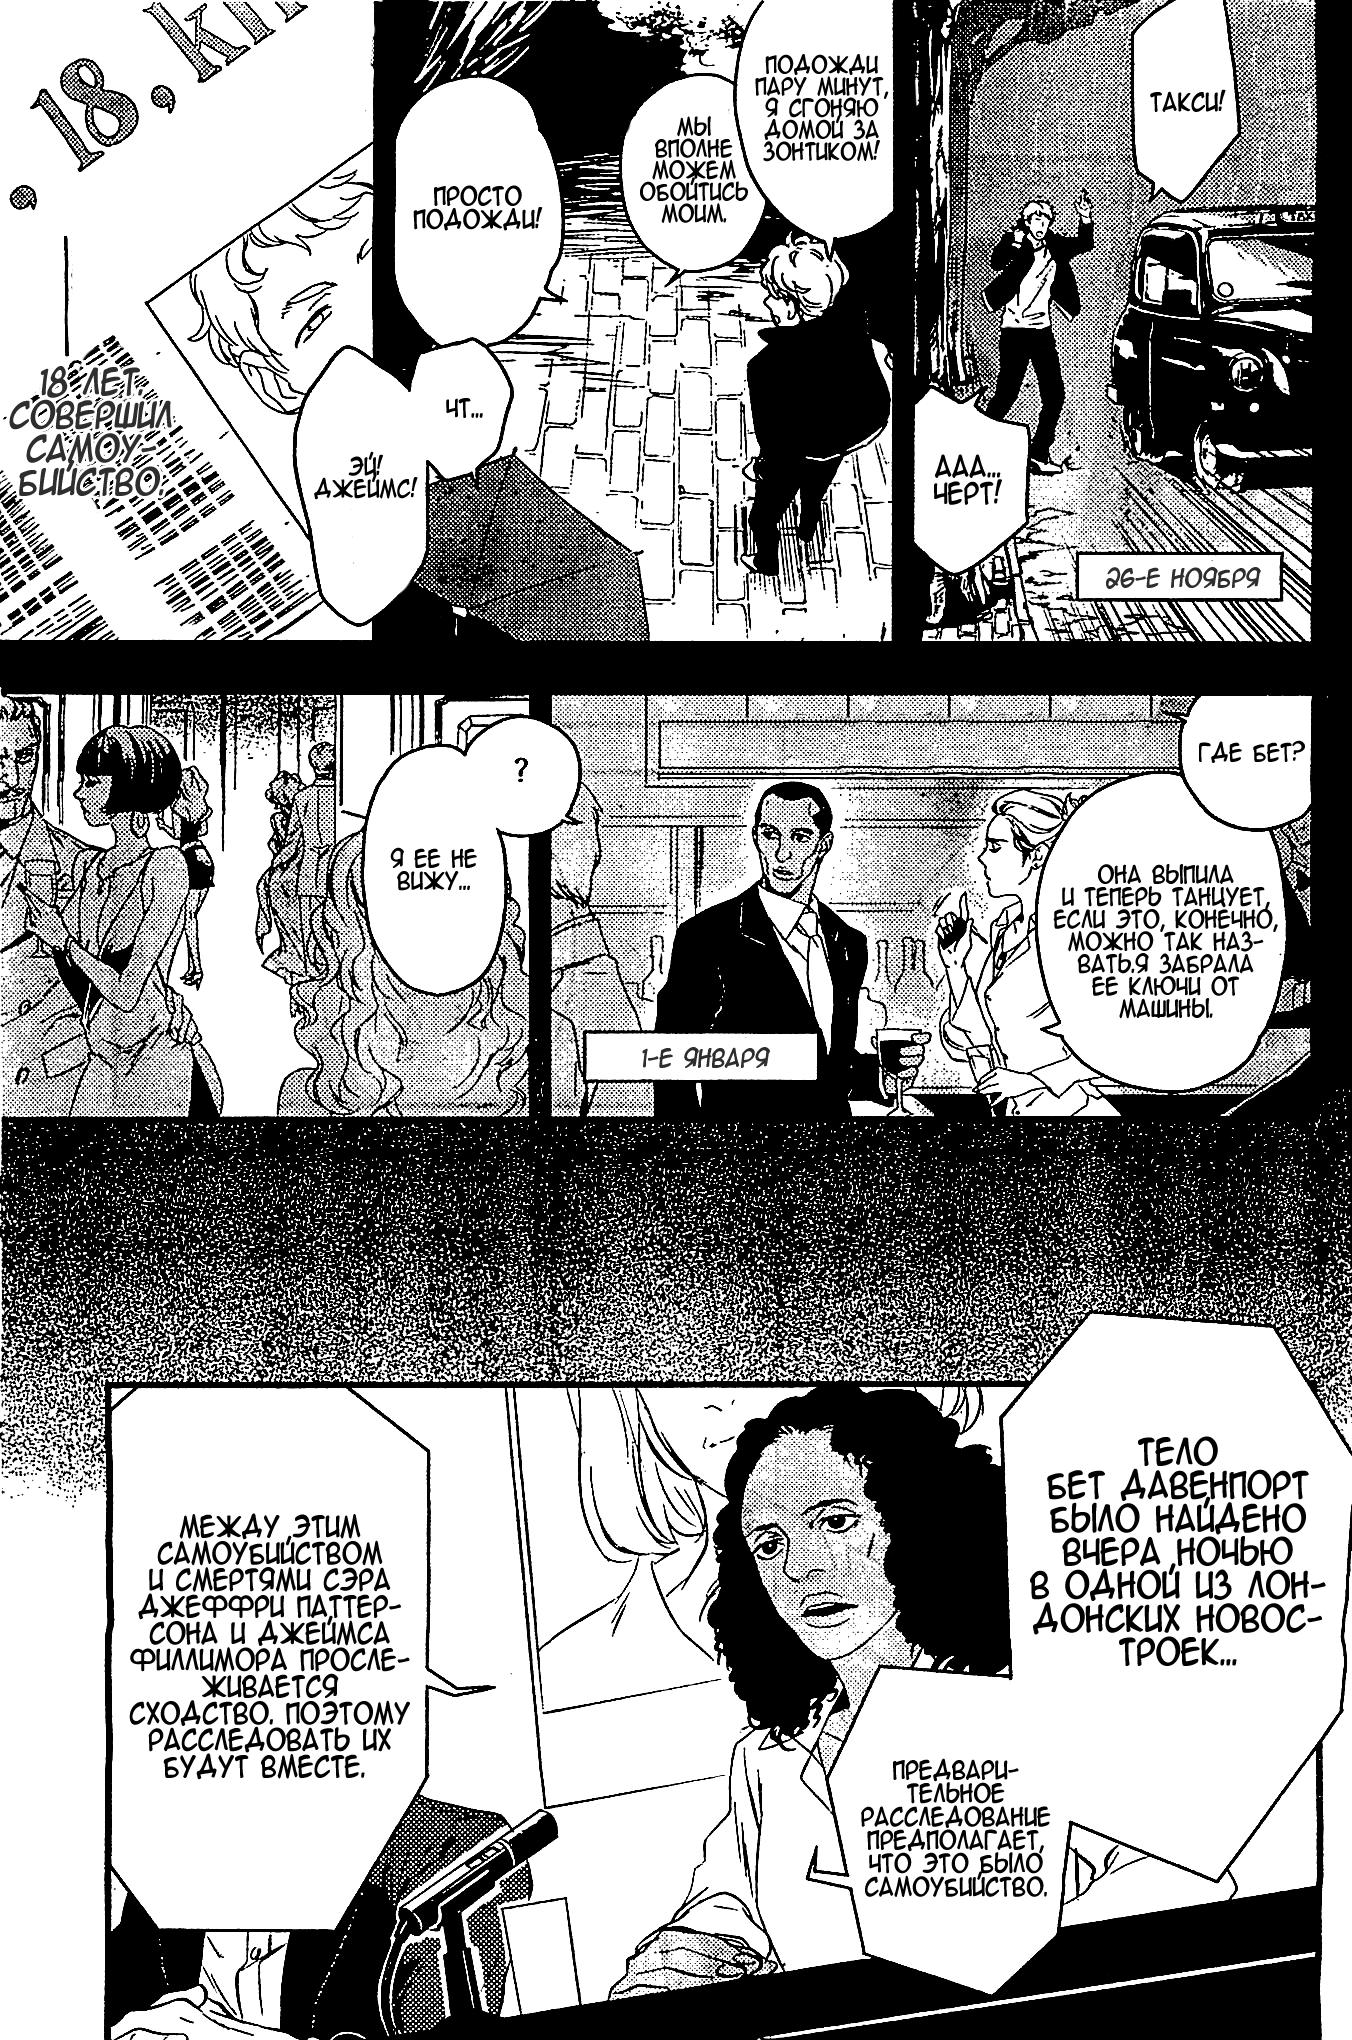 ТАКСИ!
ААА...
ЧЕРТ!
26-Е НОЯБРЯ
ПОДОЖДИ
ПАРУ МИНУТ,
Я СГОНЯЮ
ДОМОЙ ЗА
ЗОНТИКОМ!
МЫ
ВПОЛНЕ
МОЖЕМ
ОБОЙТИСЬ
МОИМ.
ПРОСТО
ПОДОЖДИ!
ЧТ...
ЭЙ!
ДЖЕЙМС!
, 18, ki
18 ЛЕТ.
СОВЕРШИЛ
САМОУ-
БИЙСТВО.
ГДЕ БЕТ?
ОНА ВЫПИЛА
И ТЕПЕРЬ ТАНЦУЕТ,
ЕСЛИ ЭТО, КОНЕЧНО,
МОЖНО ТАК НАЗ-
ВАТЬ.Я ЗАБРАЛА
ЕЕ КЛЮЧИ ОТ
МАШИНЫ.
1-Е ЯНВАРЯ
?
Я ЕЕ НЕ
ВИЖУ...
ТЕЛО
БЕТ ДАВЕНПОРТ
БЫЛО НАЙДЕНО
ВЧЕРА НОЧЬЮ
В ОДНОЙ ИЗ ЛОН-
ДОНСКИХ НОВОС-
ТРОЕК...
ПРЕДВАРИ-
ТЕЛЬНОЕ
РАССЛЕДОВАНИЕ
ПРЕДПОЛАГАЕТ,
ЧТО ЭТО БЫЛО
САМОУБИЙСТВО.
МЕЖДУ ЭТИМ
САМОУБИЙСТВОМ
И СМЕРТЯМИ СЭРА
ДЖЕФФРИ ПАТТЕР-
СОНА И ДЖЕЙМСА
ФИЛЛИМОРА ПРОСЛЕ-
ЖИВАЕТСЯ
СХОДСТВО. ПОЭТОМУ
РАССЛЕДОВАТЬ ИХ
БУДУТ ВМЕСТЕ.